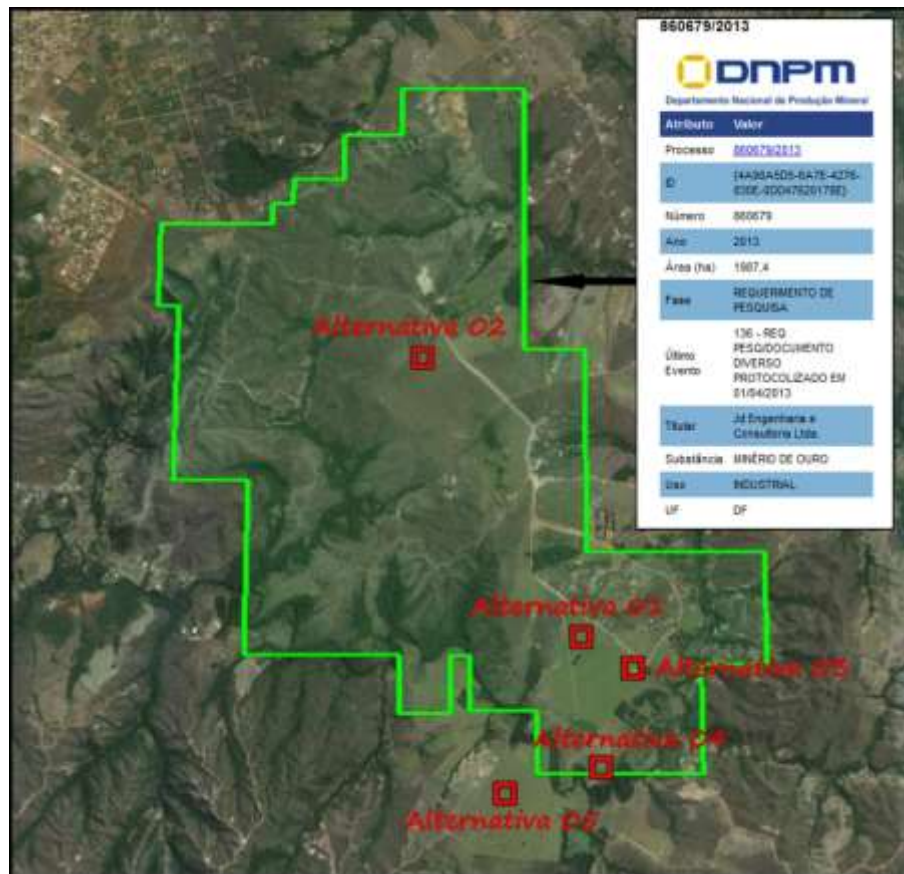 860679/2013
DNPM
Departamento Nacional de Produção Mineral
Atributo Valor
Processo 860679/2013
ID
Número 860679
Ano 2013
Área (ha) 1987,4
Fase REQUERIMENTO DE
PESQUISA
Último
Evento
136 - REQ
PESQ/DOCUMENTO
DIVERSO
PROTOCOLIZADO EM
01/04/2013
Titular Jd Engenharia e
Consultoria Ltda.
Substância MINÉRIO DE OURO
Uso INDUSTRIAL
UF DF
Alternativa 02
Alternativa
Alternativa
Alternativa 04
Alternativa